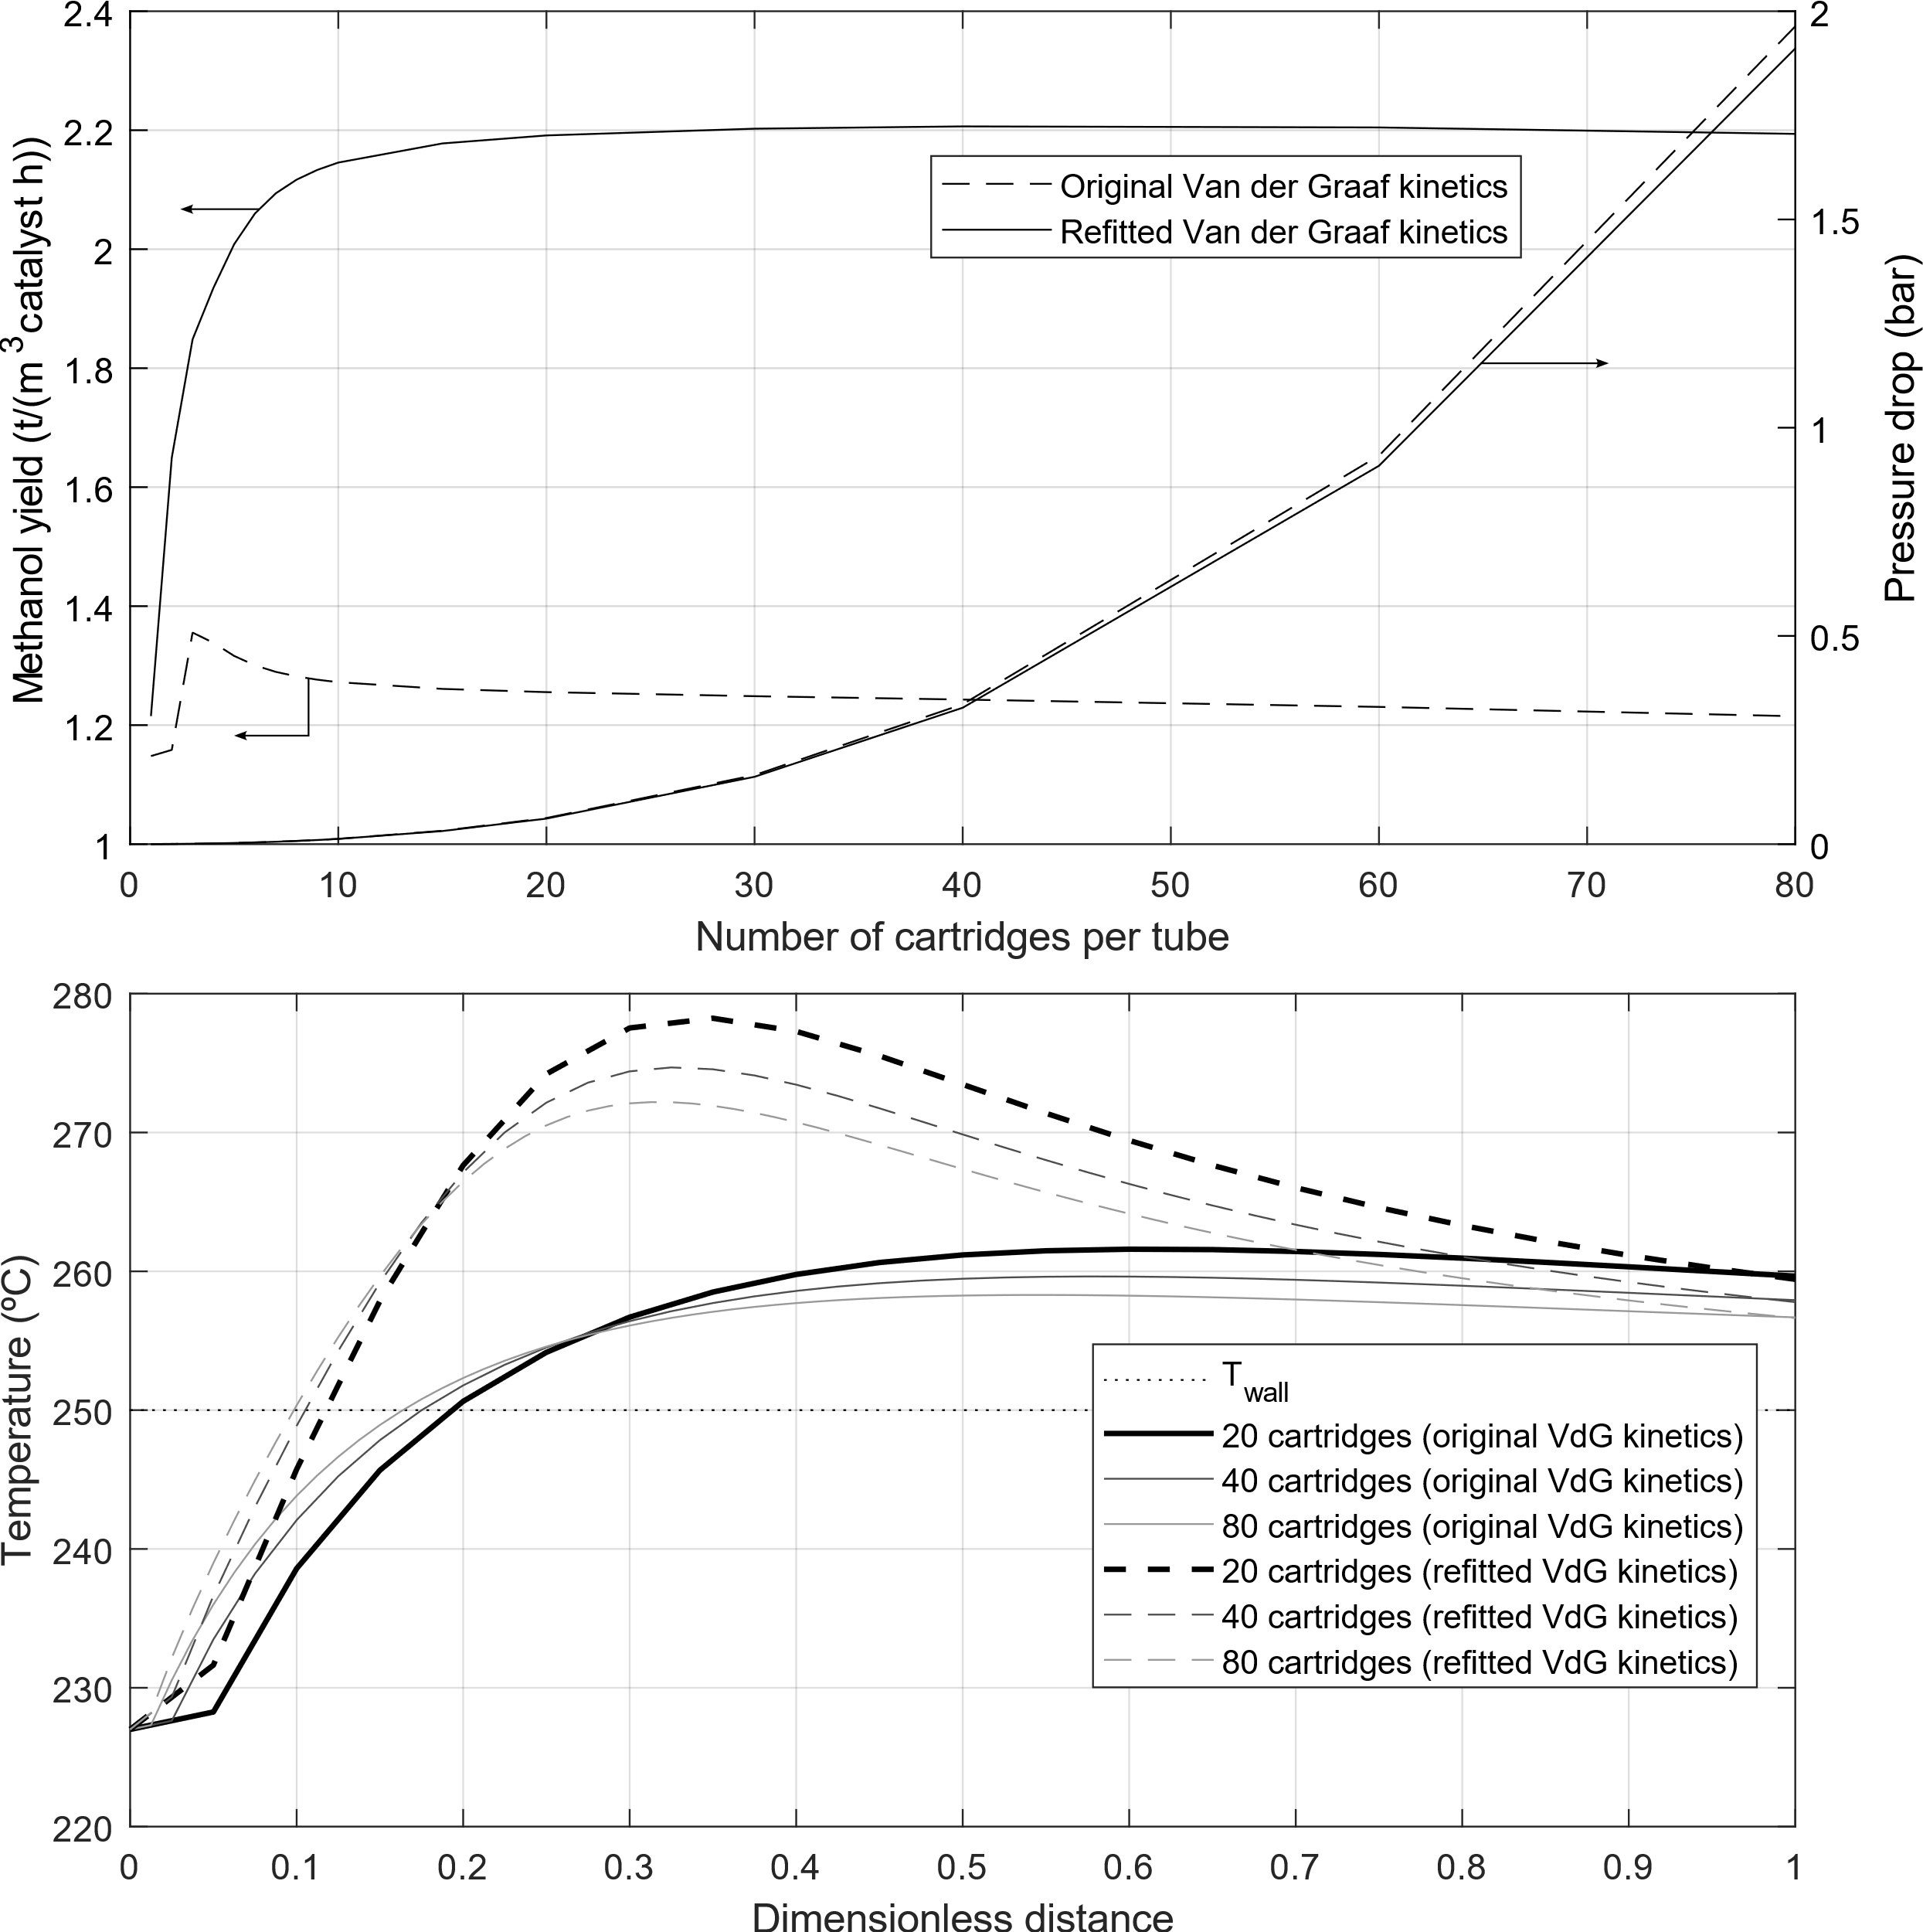 2.4
2.2
2
1.8
1.6
1.4
1.2
1
Methanol yield (t/(m 3 catalyst h))
2
1.5
1
0.5
0
Pressure drop (bar)
Original Van der Graaf kinetics
Refitted Van der Graaf kinetics
0 10 20 30 40 50 60 70 80
Number of cartridges per tube
280
270
260
250
240
230
220
Temperature (ºC)
T wall
20 cartridges (original VdG kinetics)
40 cartridges (original VdG kinetics)
80 cartridges (original VdG kinetics)
20 cartridges (refitted VdG kinetics)
40 cartridges (refitted VdG kinetics)
80 cartridges (refitted VdG kinetics)
0 0.1 0.2 0.3 0.4 0.5 0.6 0.7 0.8 0.9 1
Dimensionless distance